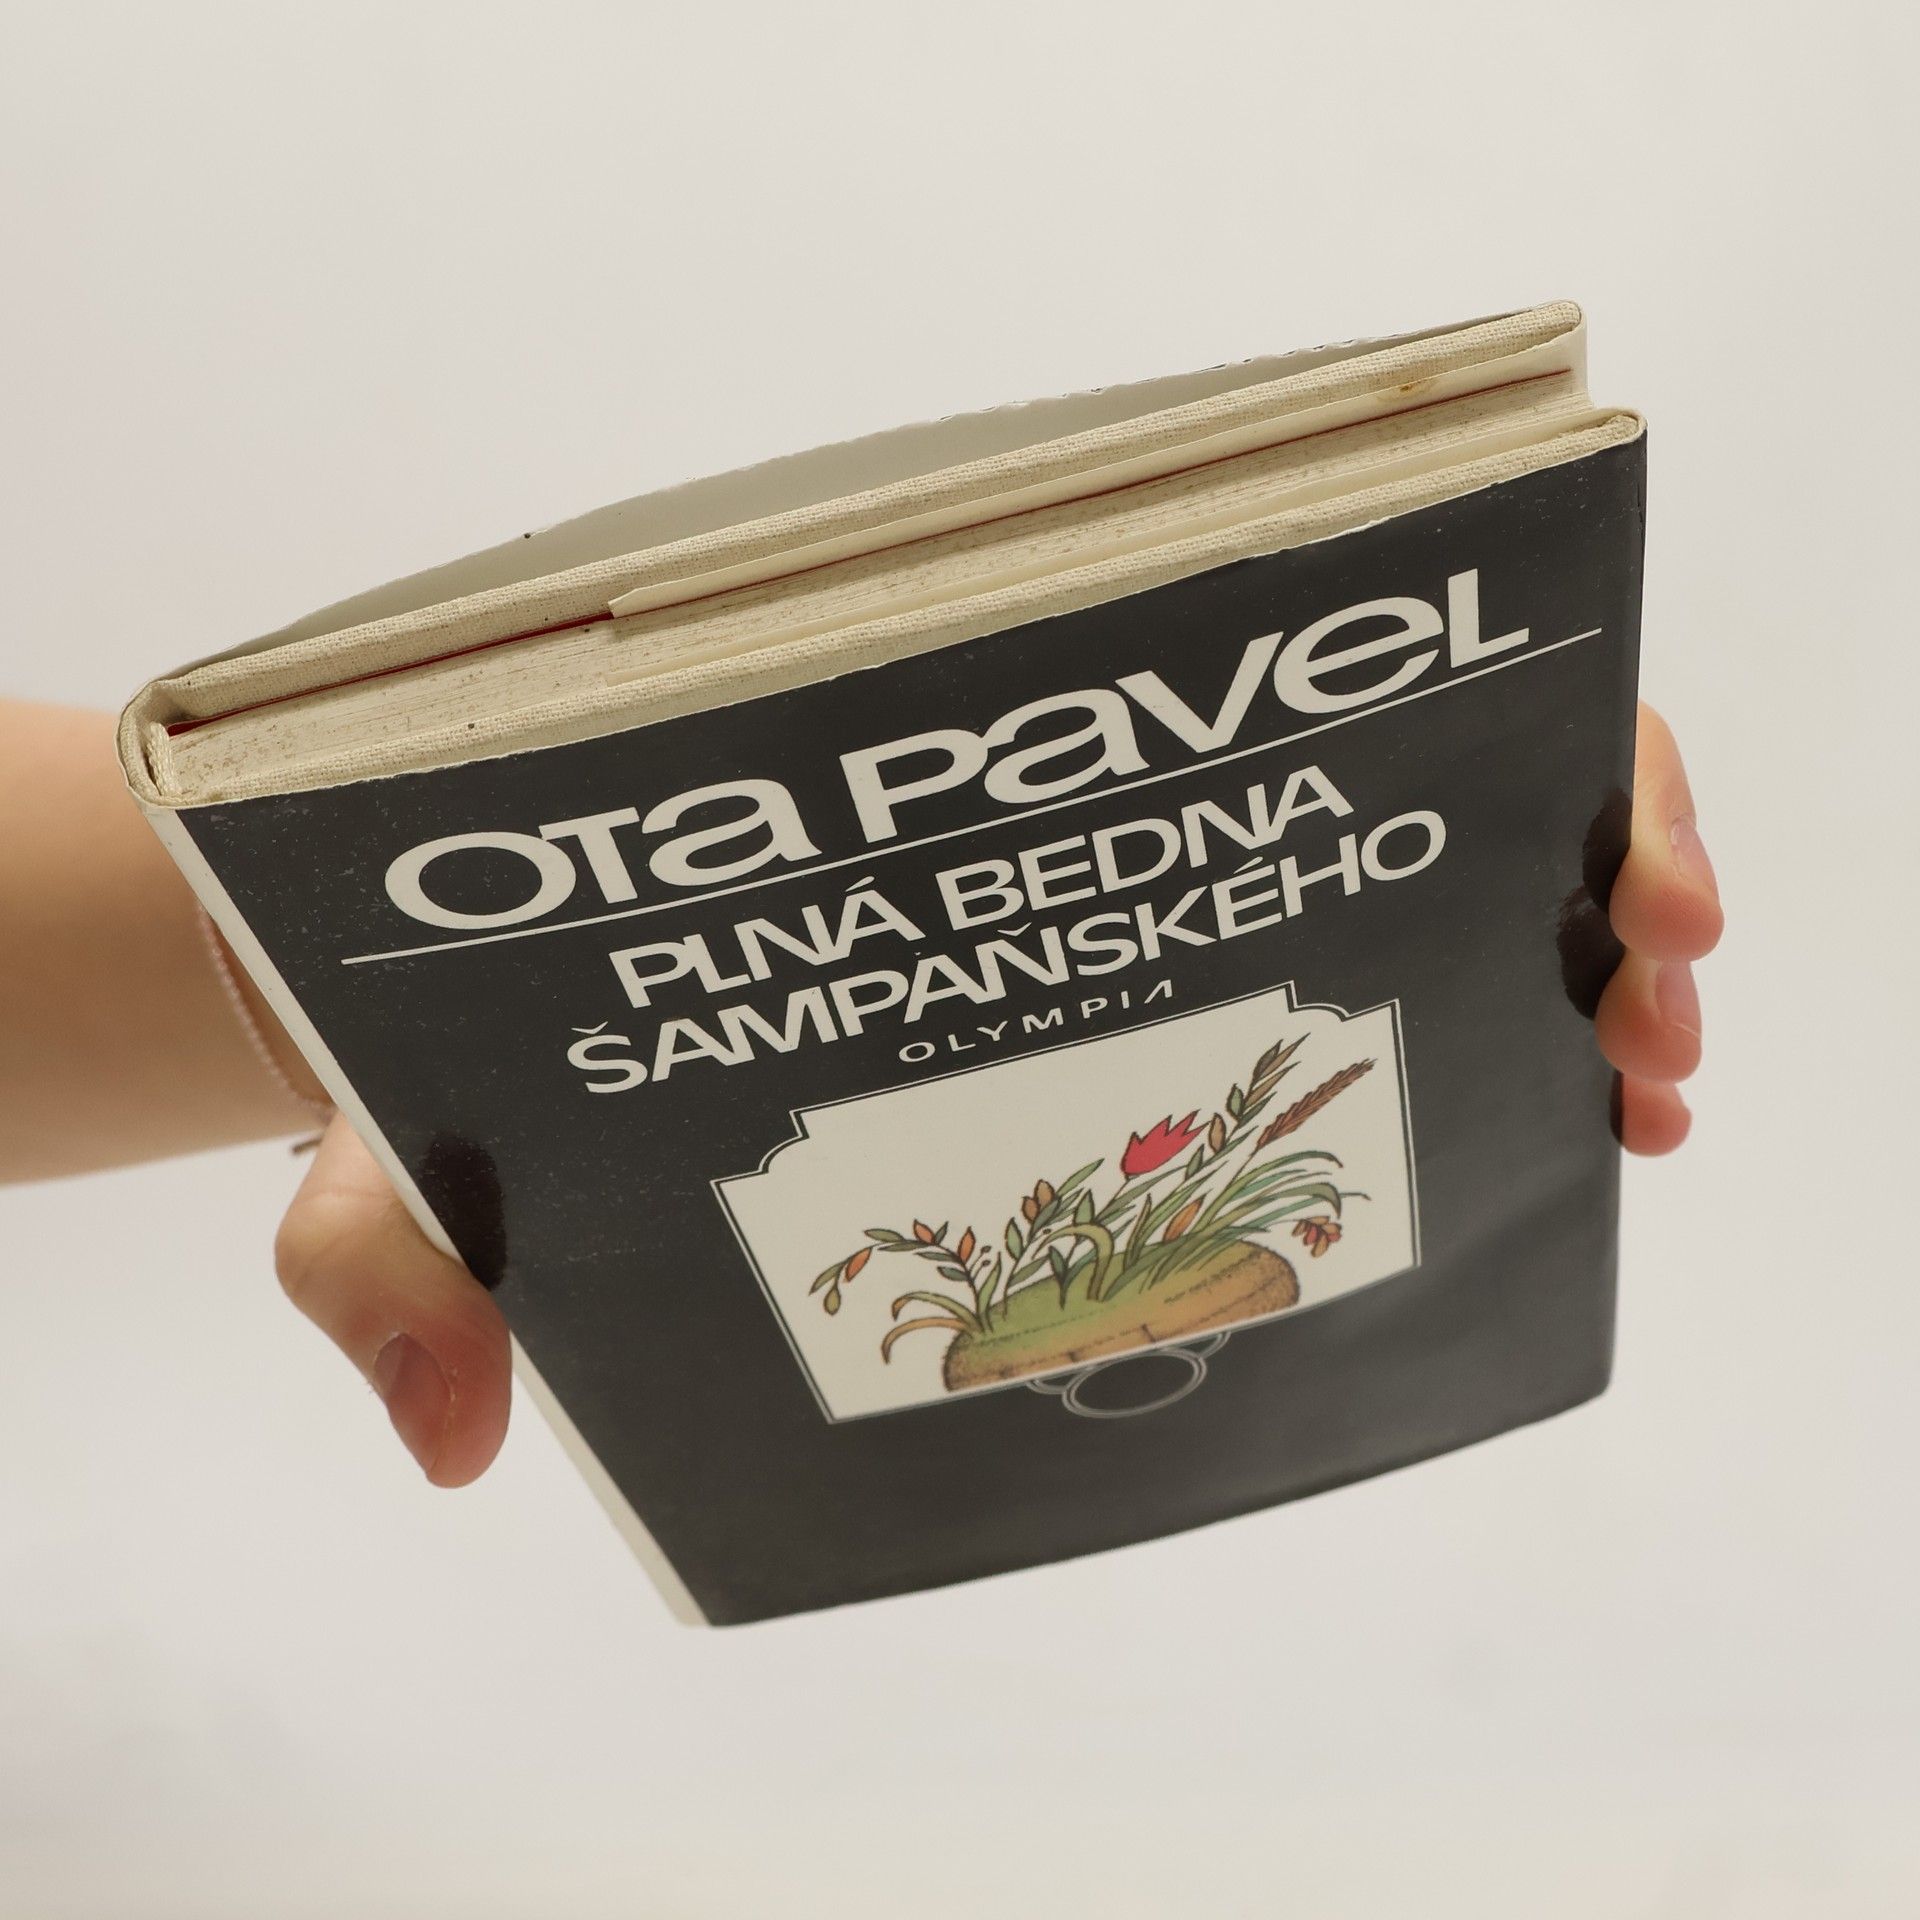 OTA PAVEL
PLNÁ BEDNA
ŠAMPAŇSKÉHO
OLYMPIA